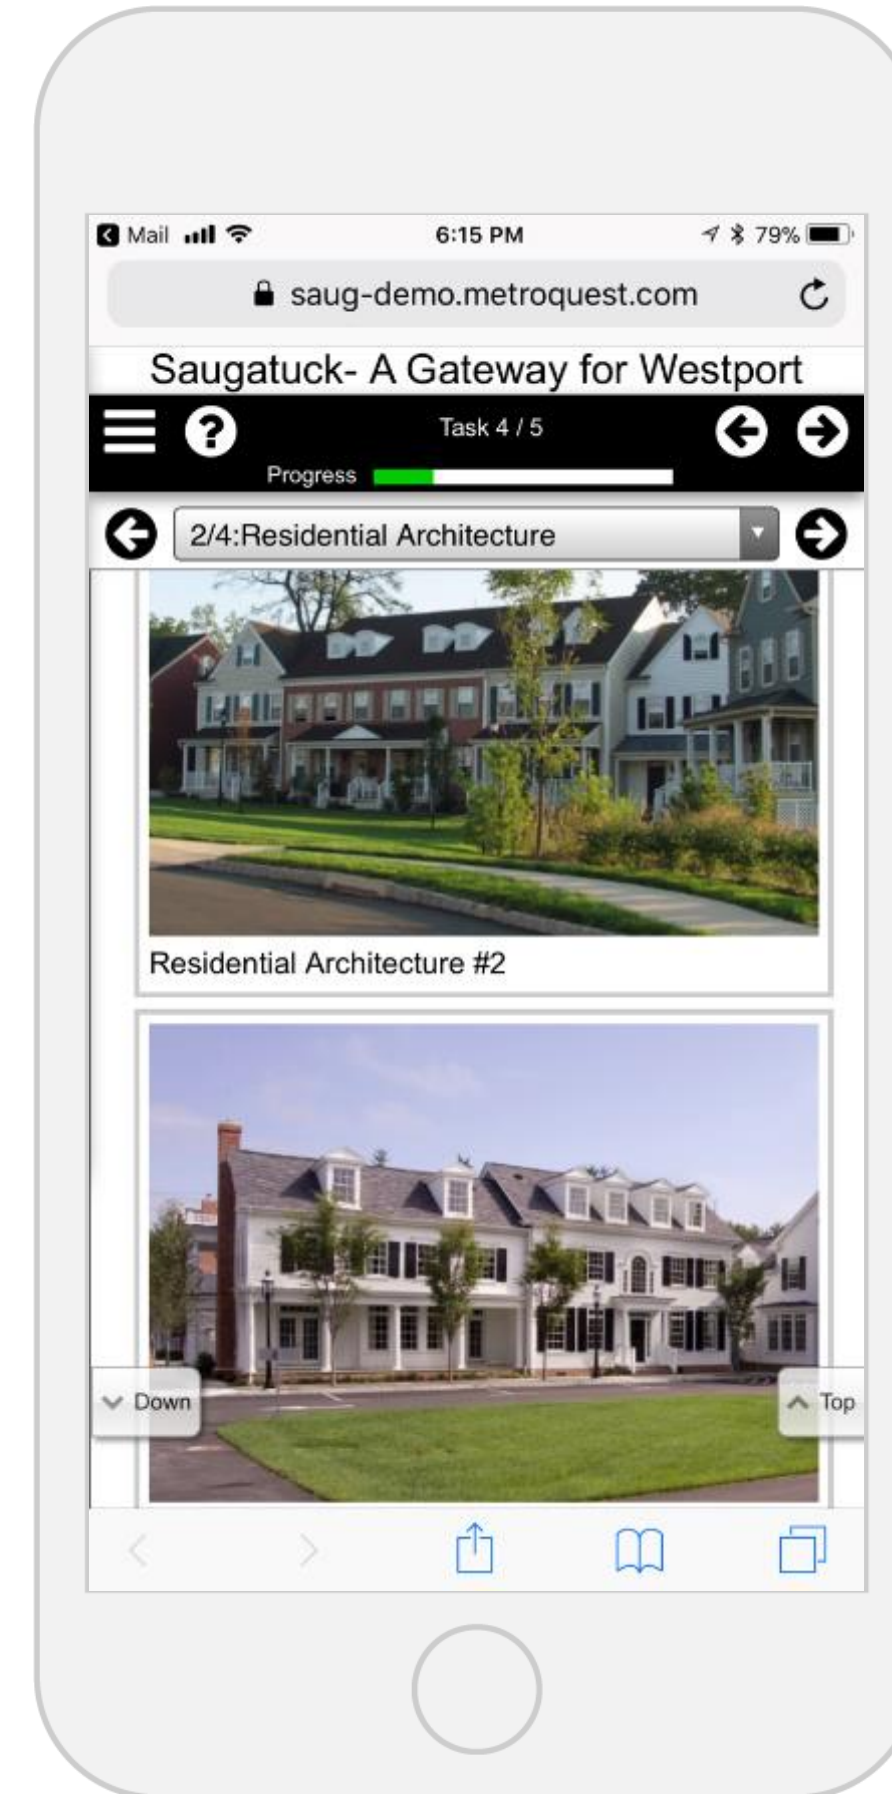 Mail 6:15 PM 79%
saug-demo.metroquest.com
Saugatuck- A Gateway for Westport
? Task 4 / 5
Progress
2/4:Residential Architecture
Residential Architecture #2
Down Top